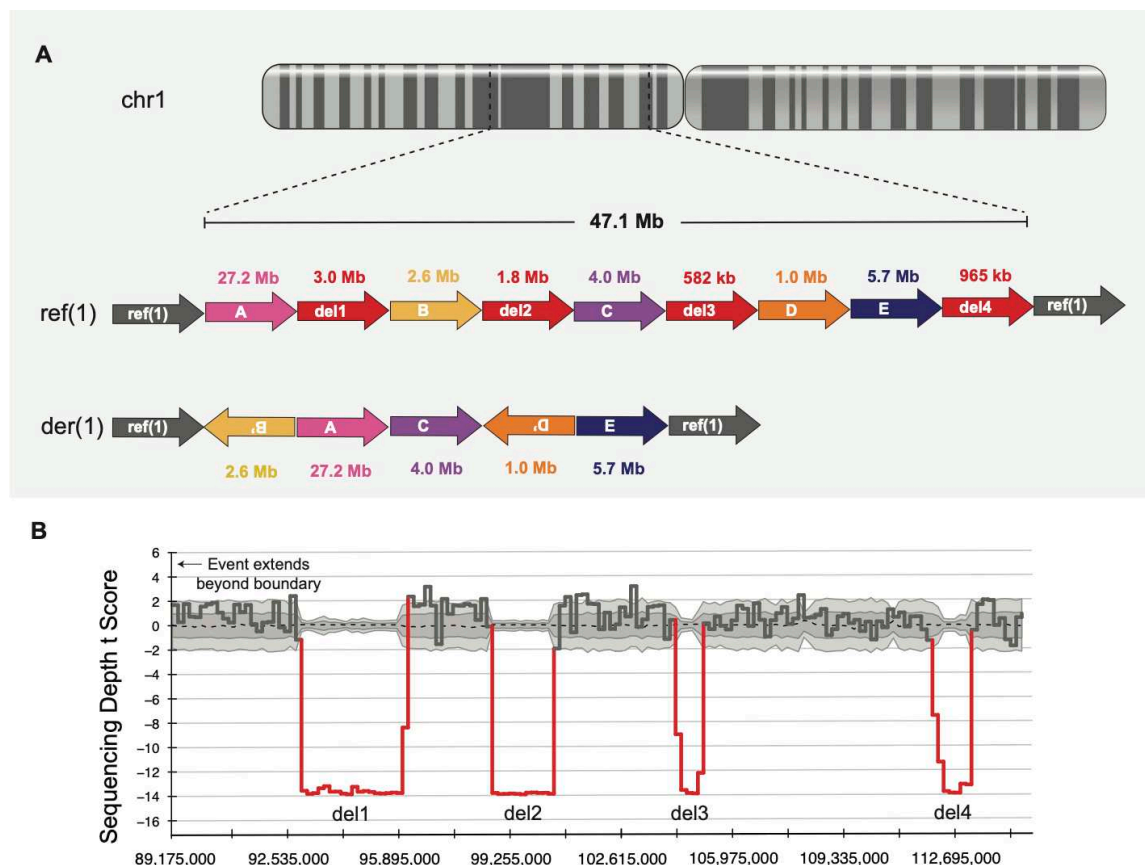 A
chr1
47.1 Mb
27.2 Mb 3.0 Mb 2.6 Mb 1.8 Mb 4.0 Mb 582 kb 1.0 Mb 5.7 Mb 965 kb
ref(1) ref(1) A del1 B del2 C del3 D E del4 ref(1)
der(1) ref(1) B' A C D' E ref(1)
2.6 Mb 27.2 Mb 4.0 Mb 1.0 Mb 5.7 Mb
B
Sequencing Depth t Score
6
4
2
0
−2
−4
−6
−8
−10
−12
−14
−16
← Event extends
beyond boundary
del1 del2 del3 del4
89,175,000 92,535,000 95,895,000 99,255,000 102,615,000 105,975,000 109,335,000 112,695,000